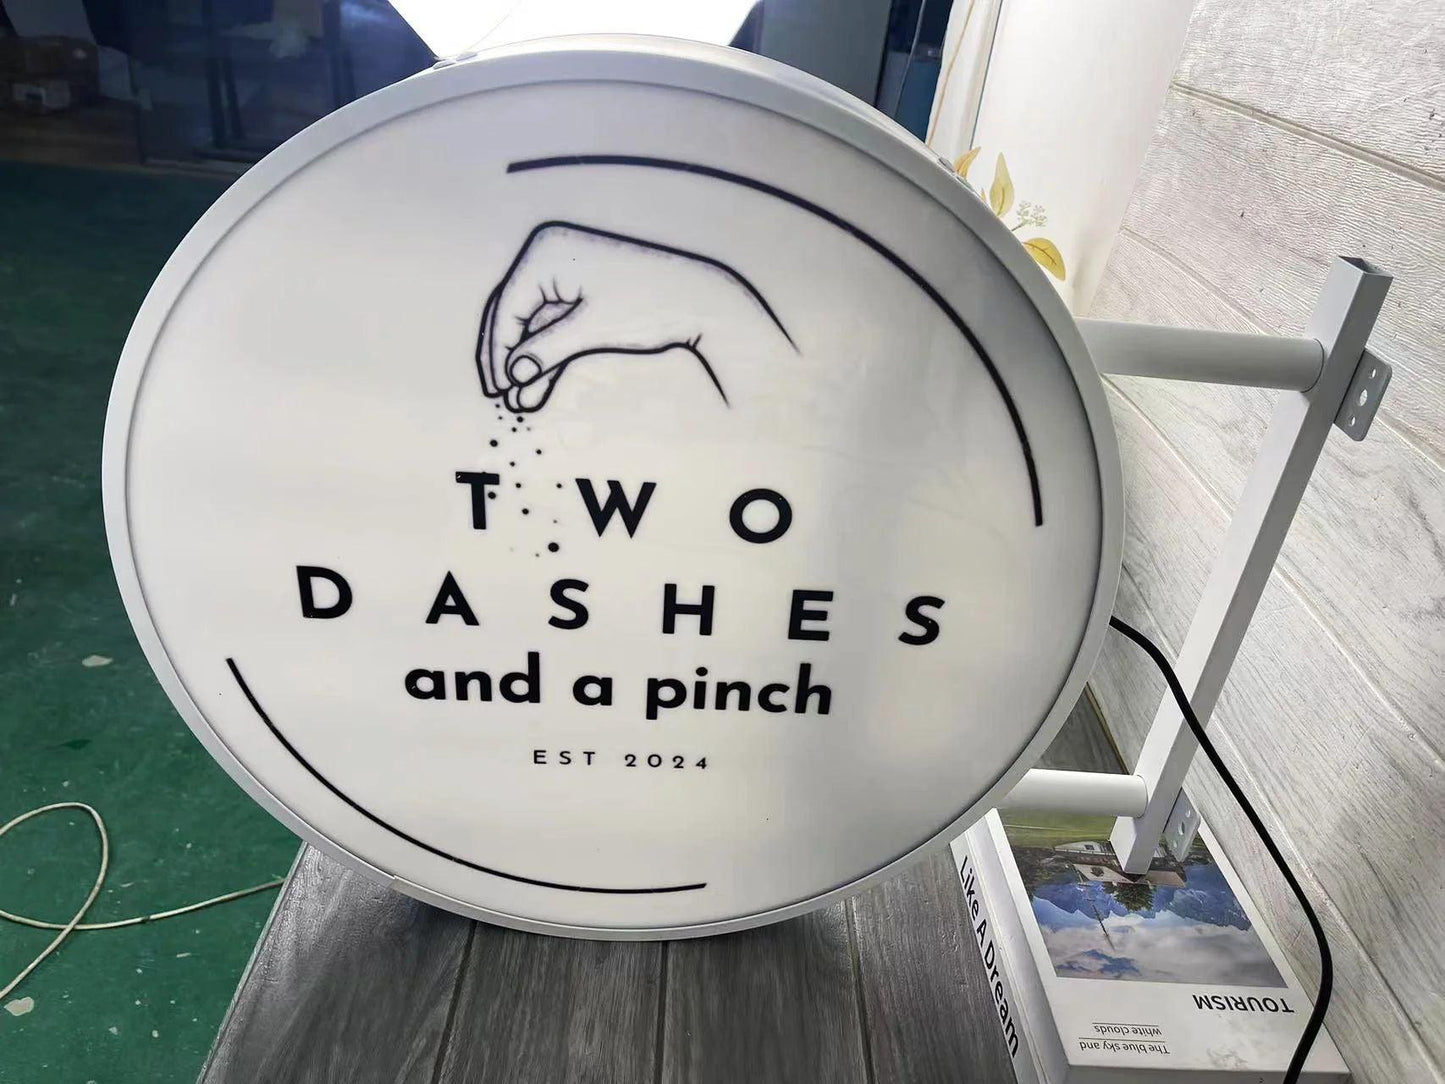 TWO
DASHES
and a pinch
EST 2024
Like A Dream
TOURISM
The blue sky and
white clouds